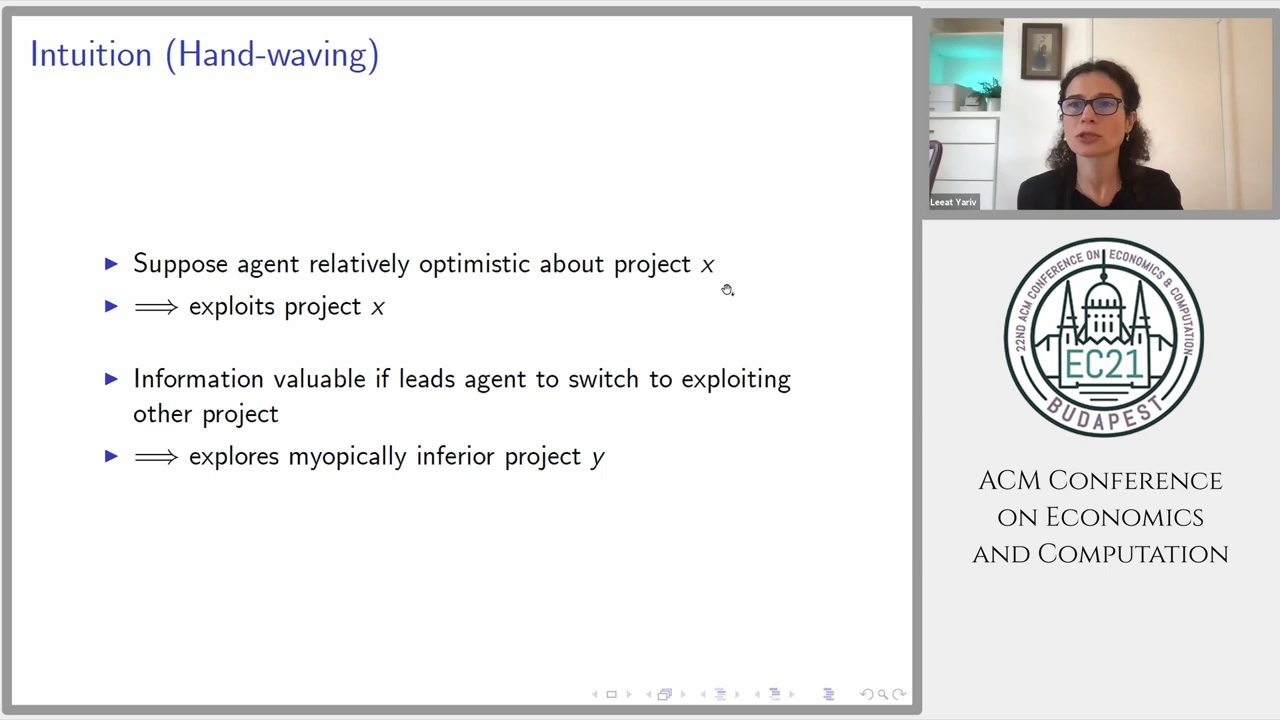 Intuition (Hand-waving)
Suppose agent relatively optimistic about project x
⟹ exploits project x
Information valuable if leads agent to switch to exploiting
other project
⟹ explores myopically inferior project y
Leeat Yariv
22ND ACM CONFERENCE ON ECONOMICS & COMPUTATION
EC21
BUDAPEST
ACM Conference
on Economics
and Computation